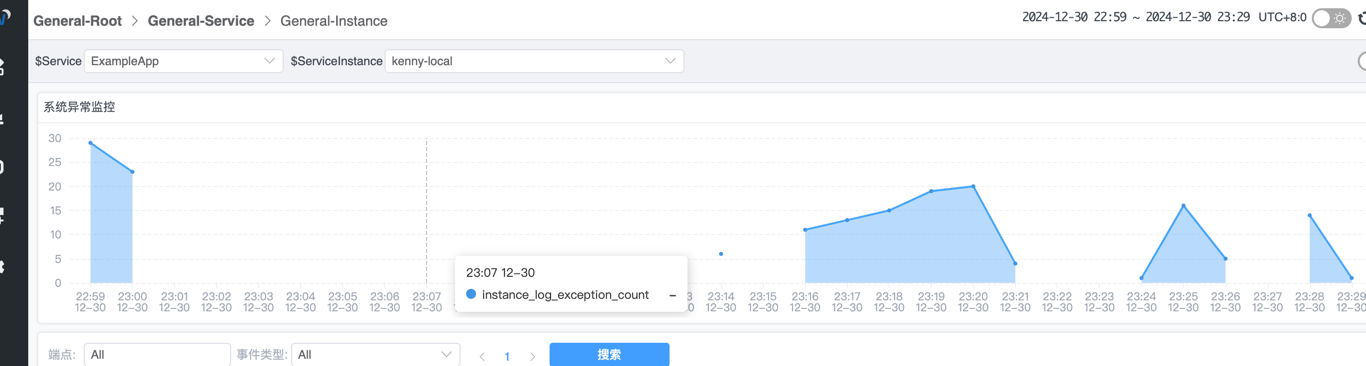 General-Root > General-Service > General-Instance 2024-12-30 22:59 ~ 2024-12-30 23:29 UTC+8:0
$Service ExampleApp $ServiceInstance kenny-local
系统异常监控
30
25
20
15
10
5
0
23:07 12-30
instance_log_exception_count -
22:59 23:00 23:01 23:02 23:03 23:04 23:05 23:06 23:07 23:14 23:15 23:16 23:17 23:18 23:19 23:20 23:21 23:22 23:23 23:24 23:25 23:26 23:27 23:28 23:29
12-30 12-30 12-30 12-30 12-30 12-30 12-30 12-30 12-30 12-30 12-30 12-30 12-30 12-30 12-30 12-30 12-30 12-30 12-30 12-30 12-30 12-30 12-30 12-30 12-30
端点: All 事件类型: All < 1 > 搜索